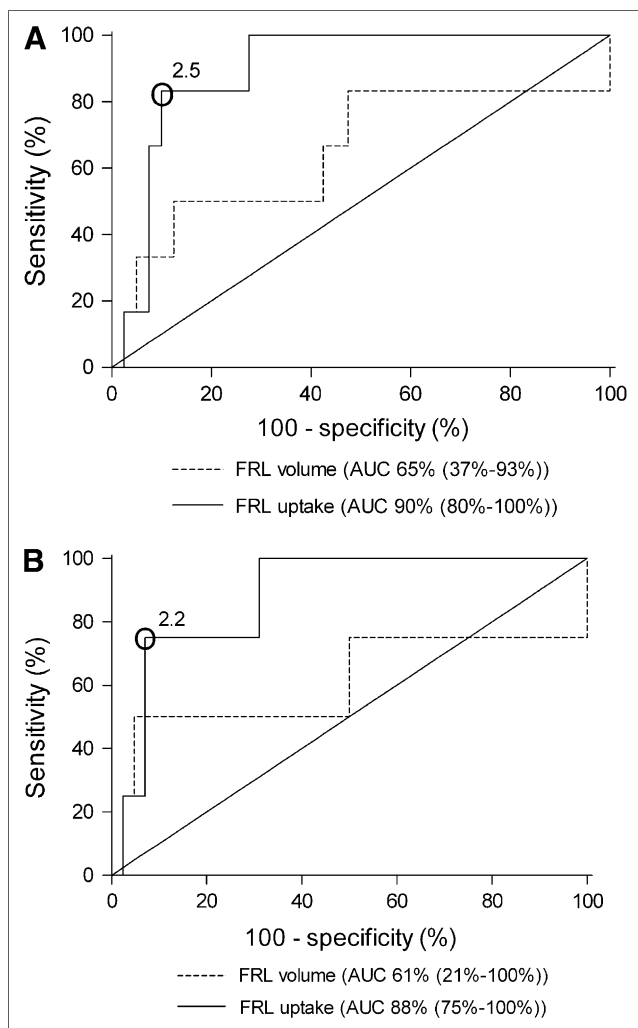 A
100
2.5
80
60
40
20
0
Sensitivity (%)
0 20 40 60 80 100
100 - specificity (%)
FRL volume (AUC 65% (37%-93%))
FRL uptake (AUC 90% (80%-100%))
B
100
2.2
80
60
40
20
0
Sensitivity (%)
0 20 40 60 80 100
100 - specificity (%)
FRL volume (AUC 61% (21%-100%))
FRL uptake (AUC 88% (75%-100%))